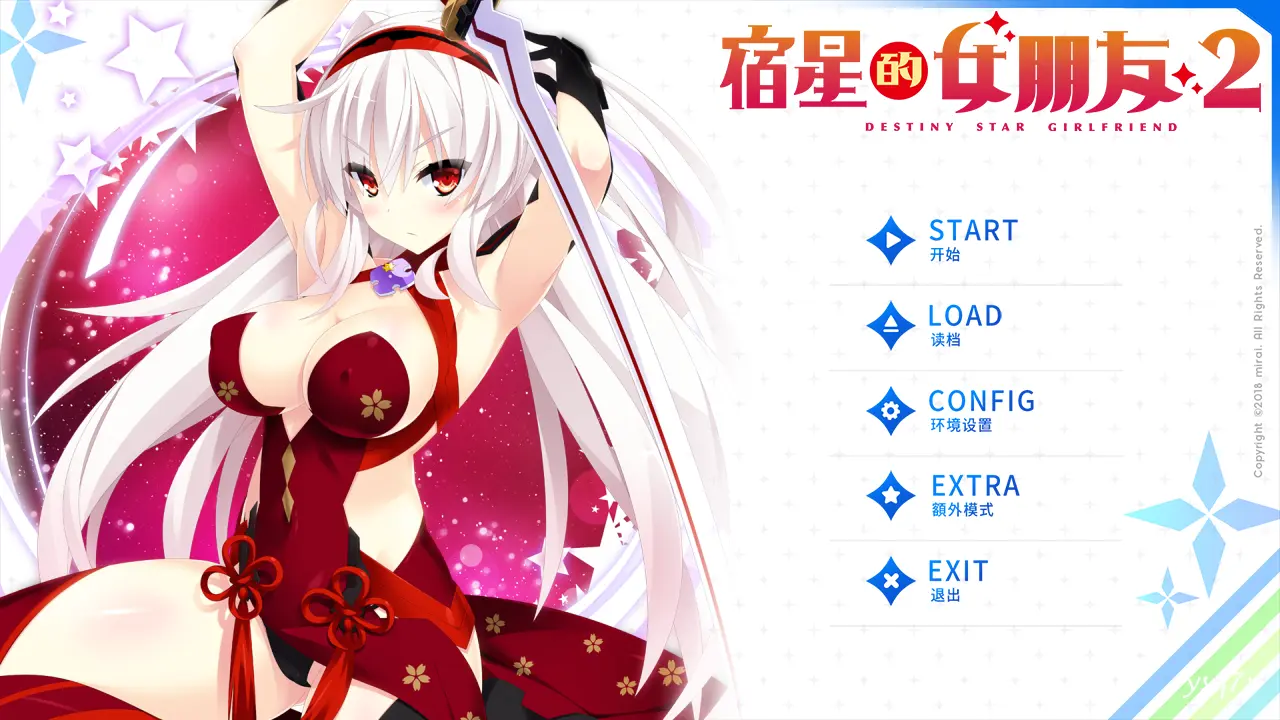 宿星的女朋友2
DESTINY STAR GIRLFRIEND
START
开始
LOAD
读档
CONFIG
环境设置
EXTRA
額外模式
EXIT
退出
Copyright ©2018 mirai. All Rights Reserved.